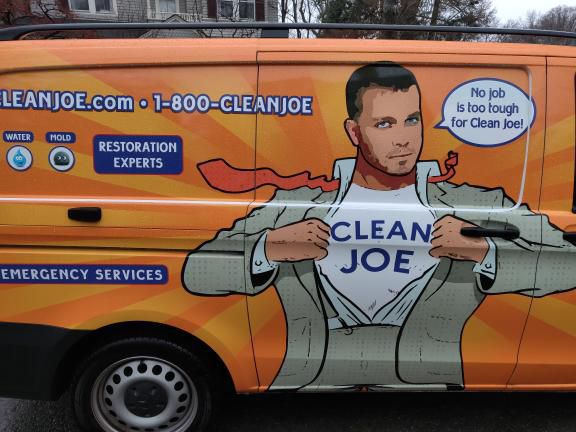 CLEANJOE.com • 1-800-CLEANJOE
WATER
MOLD
RESTORATION
EXPERTS
EMERGENCY SERVICES
No job
is too tough
for Clean Joe!
CLEAN
JOE